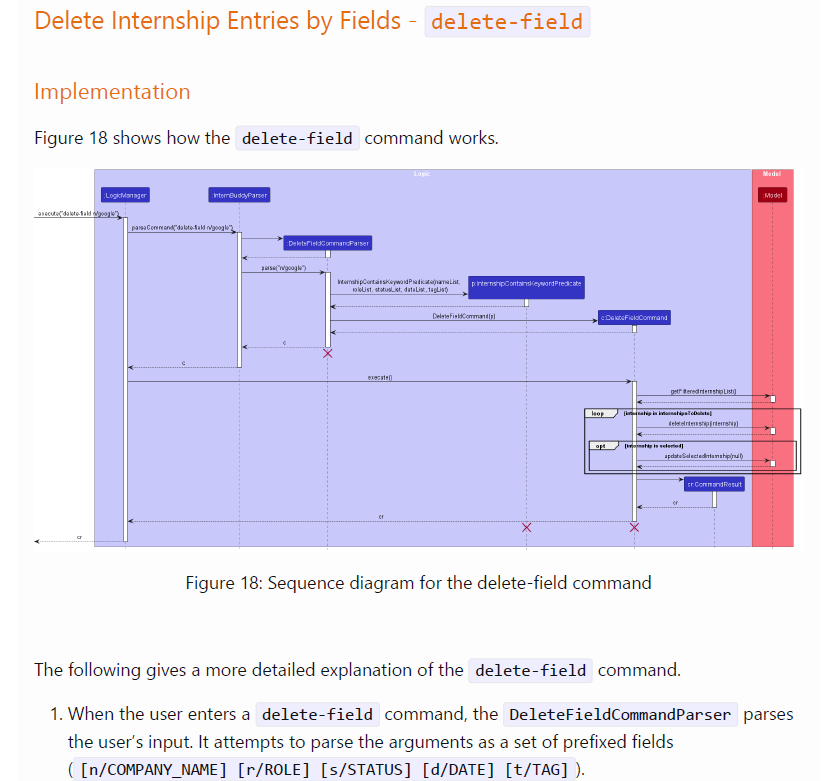 Delete Internship Entries by Fields - delete-field
Implementation
Figure 18 shows how the delete-field command works.
Logic
Model
:LogicManager
:InternBuddyParser
:Model
execute("delete-field n/google")
parseCommand("delete-field n/google")
:DeleteFieldCommandParser
parse("n/google")
InternshipContainsKeywordPredicate(nameList,
roleList, statusList, dateList, tagList)
p:InternshipContainsKeywordPredicate
DeleteFieldCommand(p)
c:DeleteFieldCommand
c
c
execute()
getFilteredInternshipList()
loop [internship in internshipsToDelete]
deleteInternship(internship)
opt [internship is selected]
updateSelectedInternship(null)
cr:CommandResult
cr
cr
cr
Figure 18: Sequence diagram for the delete-field command
The following gives a more detailed explanation of the delete-field command.
1. When the user enters a delete-field command, the DeleteFieldCommandParser parses
the user’s input. It attempts to parse the arguments as a set of prefixed fields
( [n/COMPANY_NAME] [r/ROLE] [s/STATUS] [d/DATE] [t/TAG] ).